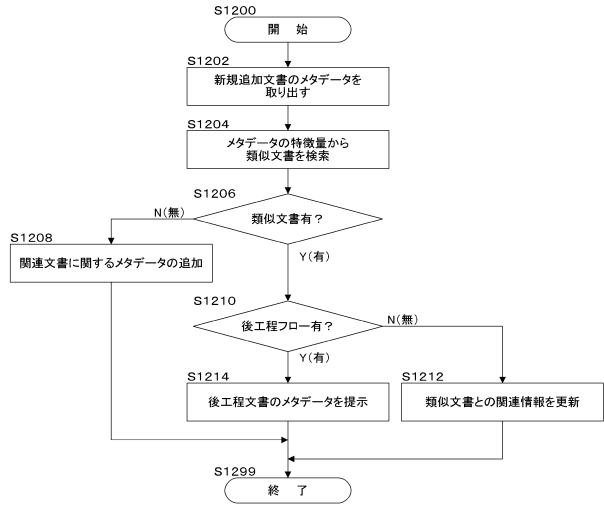 S1200
開 始
S1202
新規追加文書のメタデータを
取り出す
S1204
メタデータの特徴量から
類似文書を検索
S1206
類似文書有？
N(無)
Y(有)
S1208
関連文書に関するメタデータの追加
S1210
後工程フロー有？
N(無)
Y(有)
S1214
後工程文書のメタデータを提示
S1212
類似文書との関連情報を更新
S1299
終 了